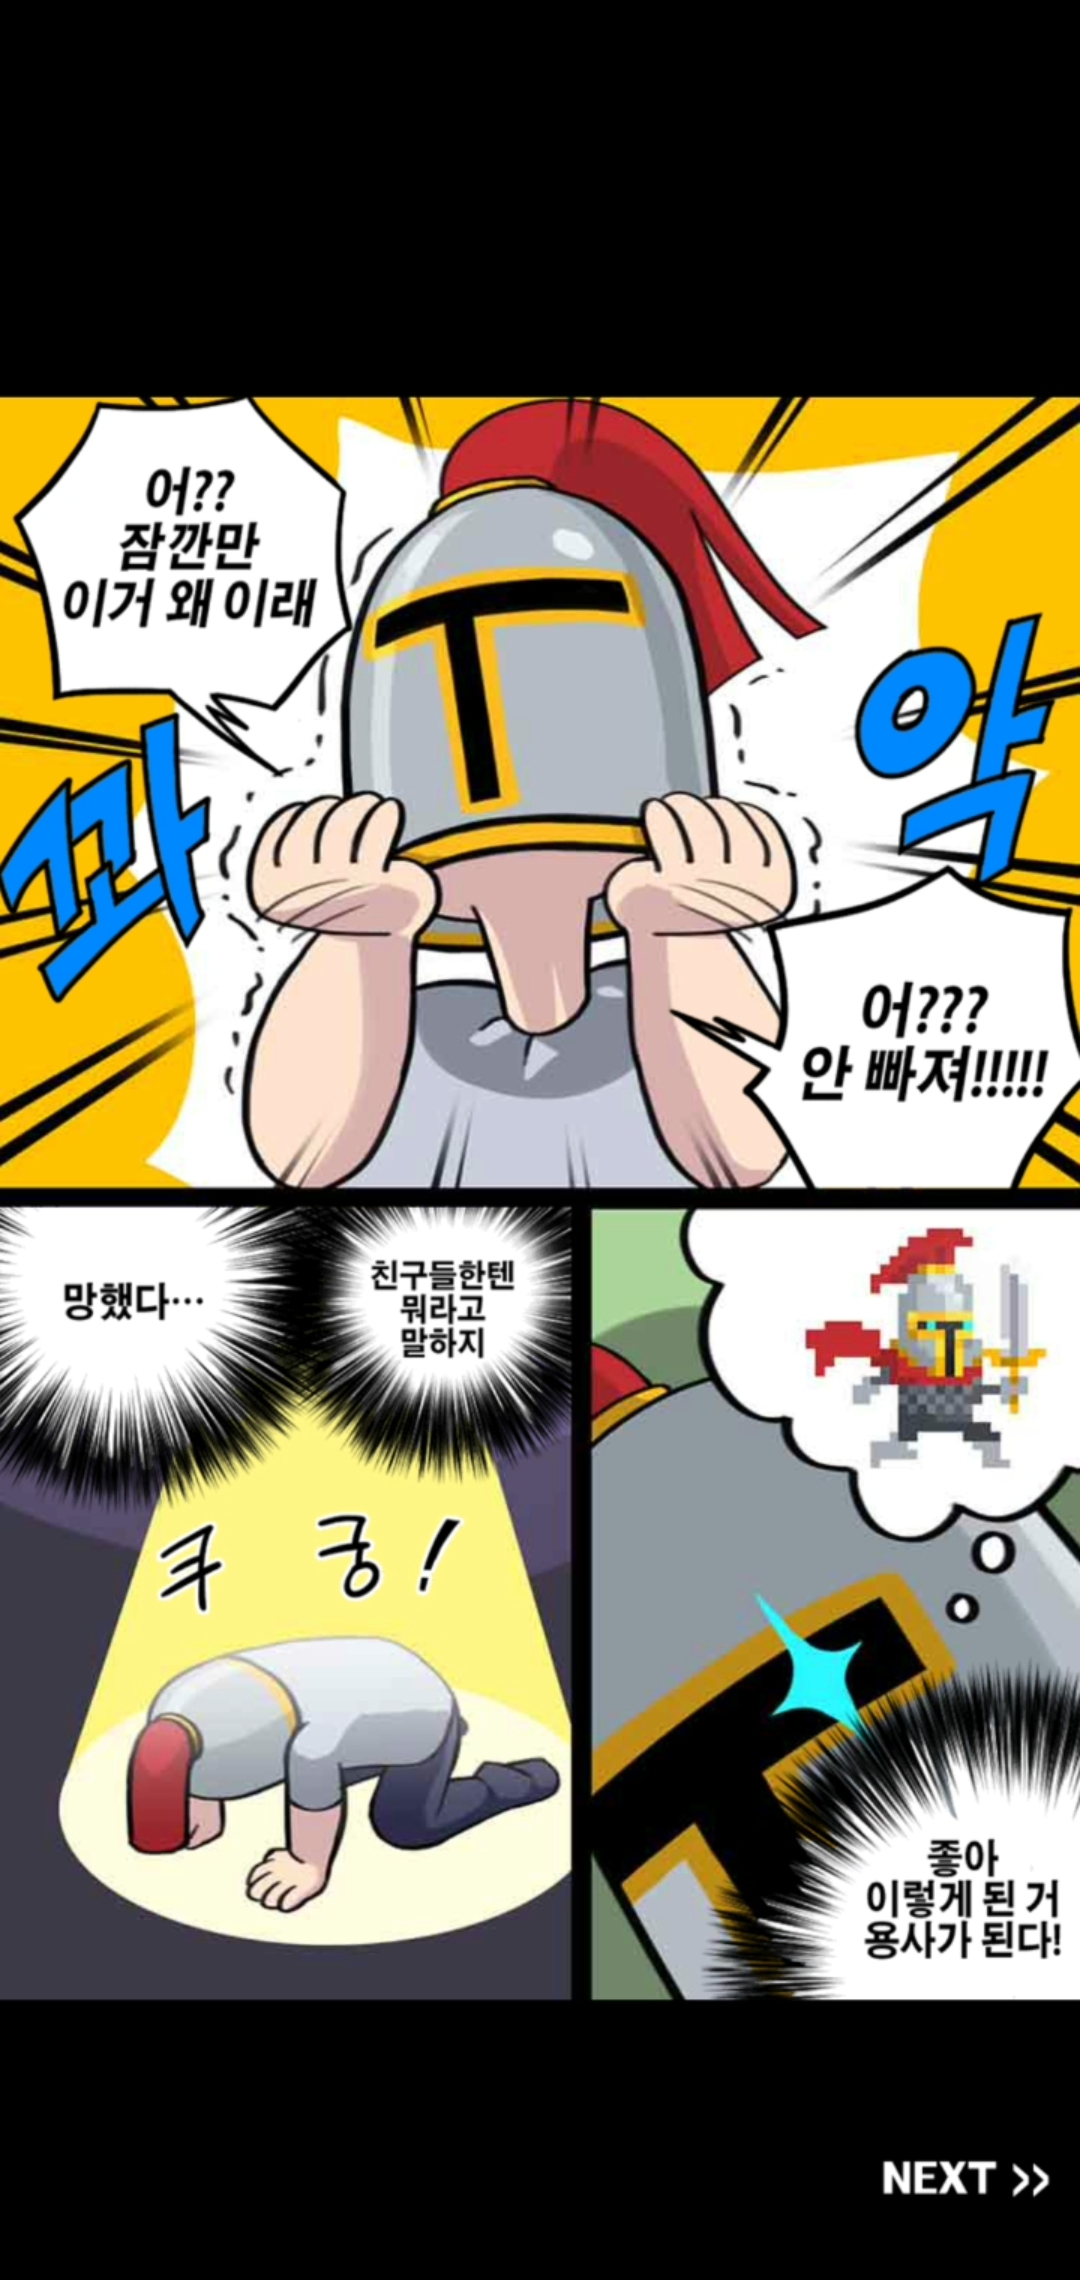 어??
잠깐만
이거 왜 이래
꽈악
어???
안 빠져!!!!!
망했다…
친구들한텐
뭐라고
말하지
쿠궁!
좋아
이렇게 된 거
용사가 된다!
NEXT >>